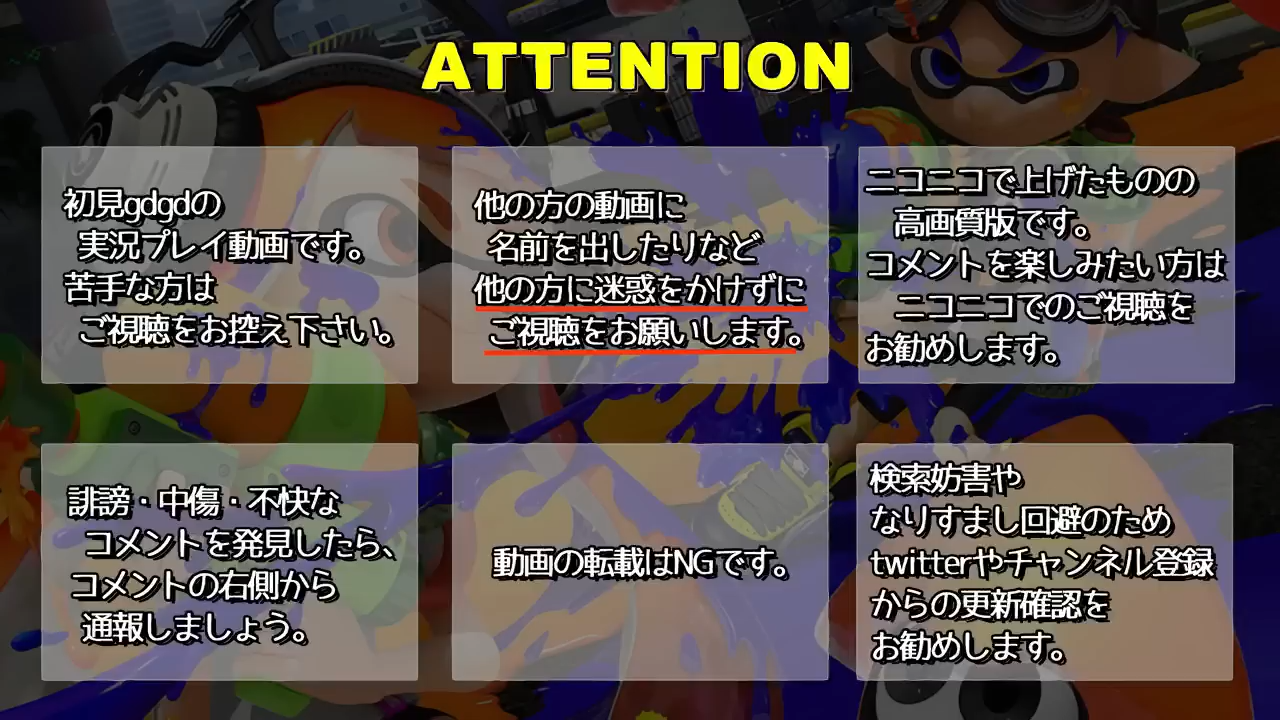 ATTENTION
初見gdgdの
実況プレイ動画です。
苦手な方は
ご視聴をお控え下さい。
他の方の動画に
名前を出したりなど
他の方に迷惑をかけずに
ご視聴をお願いします。
ニコニコで上げたものの
高画質版です。
コメントを楽しみたい方は
ニコニコでのご視聴を
お勧めします。
誹謗・中傷・不快な
コメントを発見したら、
コメントの右側から
通報しましょう。
動画の転載はNGです。
検索妨害や
なりすまし回避のため
twitterやチャンネル登録
からの更新確認を
お勧めします。